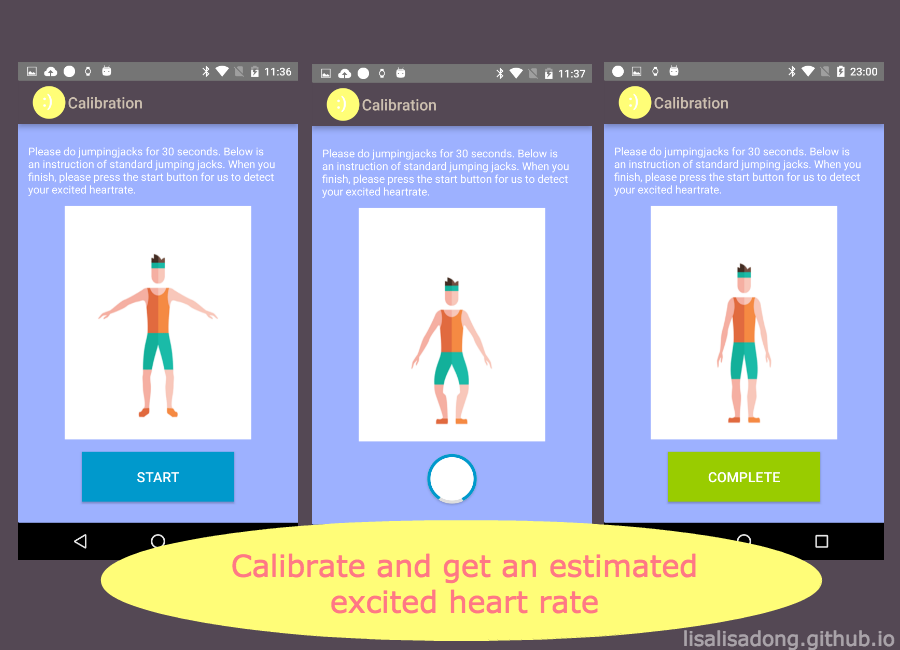 11:36
:) Calibration
Please do jumpingjacks for 30 seconds. Below is
an instruction of standard jumping jacks. When you
finish, please press the start button for us to detect
your excited heartrate.
START
11:37
:) Calibration
Please do jumpingjacks for 30 seconds. Below is
an instruction of standard jumping jacks. When you
finish, please press the start button for us to detect
your excited heartrate.
23:00
:) Calibration
Please do jumpingjacks for 30 seconds. Below is
an instruction of standard jumping jacks. When you
finish, please press the start button for us to detect
your excited heartrate.
COMPLETE
Calibrate and get an estimated
excited heart rate
lisalisadong.github.io